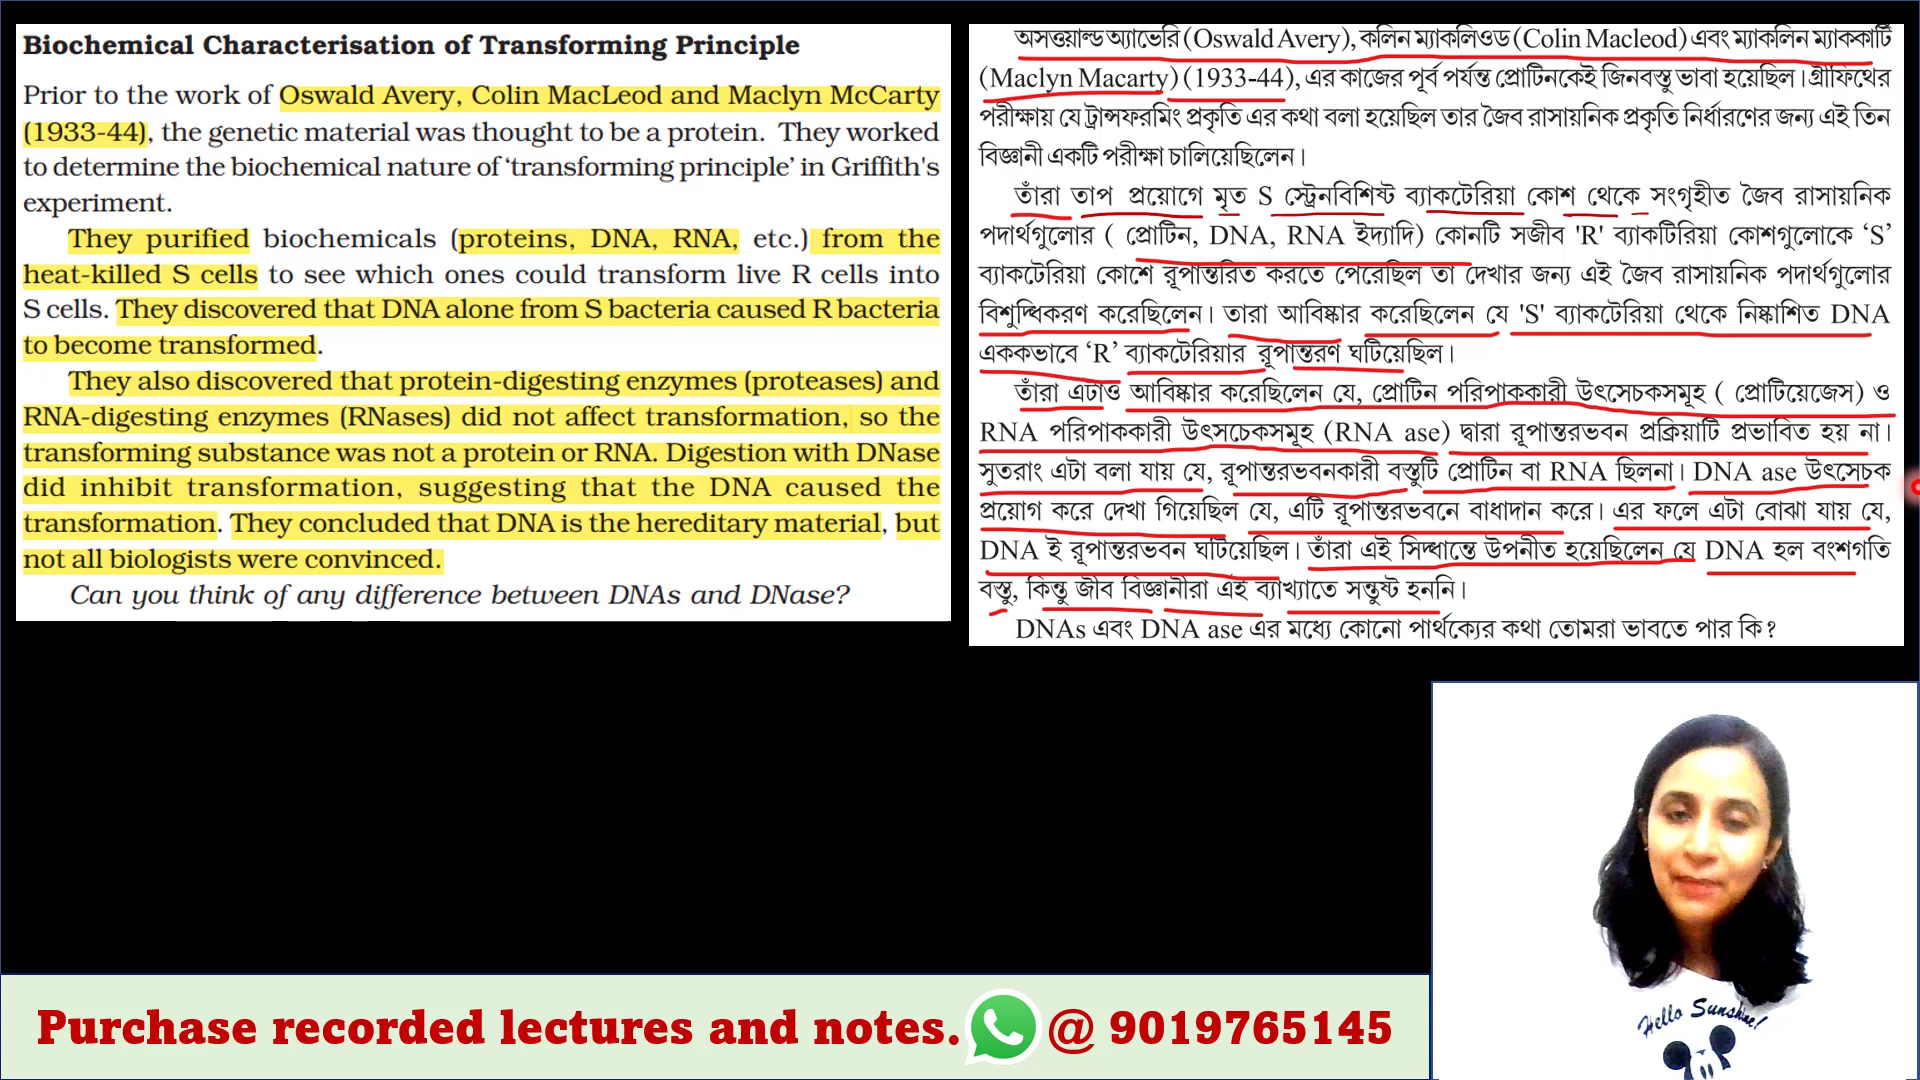 Biochemical Characterisation of Transforming Principle
Prior to the work of Oswald Avery, Colin MacLeod and Maclyn McCarty
(1933-44), the genetic material was thought to be a protein. They worked
to determine the biochemical nature of ‘transforming principle’ in Griffith's
experiment.
They purified biochemicals (proteins, DNA, RNA, etc.) from the
heat-killed S cells to see which ones could transform live R cells into
S cells. They discovered that DNA alone from S bacteria caused R bacteria
to become transformed.
They also discovered that protein-digesting enzymes (proteases) and
RNA-digesting enzymes (RNases) did not affect transformation, so the
transforming substance was not a protein or RNA. Digestion with DNase
did inhibit transformation, suggesting that the DNA caused the
transformation. They concluded that DNA is the hereditary material, but
not all biologists were convinced.
Can you think of any difference between DNAs and DNase?
অসওয়াল্ড অ্যাভেরি (Oswald Avery), কলিন ম্যাকলিওড (Colin Macleod) এবং ম্যাকলিন ম্যাককার্টি
(Maclyn Macarty) (1933-44), এর কাজের পূর্ব পর্যন্ত প্রোটিনকেই জিনবস্তু ভাবা হয়েছিল। গ্রীফিথের
পরীক্ষায় যে ট্রান্সফরমিং প্রকৃতি এর কথা বলা হয়েছিল তার জৈব রাসায়নিক প্রকৃতি নির্ধারণের জন্য এই তিন
বিজ্ঞানী একটি পরীক্ষা চালিয়েছিলেন।
তাঁরা তাপ প্রয়োগে মৃত S স্ট্রেনবিশিষ্ট ব্যাকটেরিয়া কোশ থেকে সংগৃহীত জৈব রাসায়নিক
পদার্থগুলোর ( প্রোটিন, DNA, RNA ইদ্যাদি) কোনটি সজীব 'R' ব্যাকটিরিয়া কোশগুলোকে ‘S’
ব্যাকটেরিয়া কোশে রূপান্তরিত করতে পেরেছিল তা দেখার জন্য এই জৈব রাসায়নিক পদার্থগুলোর
বিশুদ্ধিকরণ করেছিলেন। তারা আবিষ্কার করেছিলেন যে 'S' ব্যাকটেরিয়া থেকে নিষ্কাশিত DNA
এককভাবে ‘R’ ব্যাকটেরিয়ার রূপান্তরণ ঘটিয়েছিল।
তাঁরা এটাও আবিষ্কার করেছিলেন যে, প্রোটিন পরিপাককারী উৎসেচকসমূহ ( প্রোটিয়েজেস) ও
RNA পরিপাককারী উৎসচেকসমূহ (RNA ase) দ্বারা রূপান্তরভবন প্রক্রিয়াটি প্রভাবিত হয় না।
সুতরাং এটা বলা যায় যে, রূপান্তরভবনকারী বস্তুটি প্রোটিন বা RNA ছিলনা। DNA ase উৎসেচক
প্রয়োগ করে দেখা গিয়েছিল যে, এটি রূপান্তরভবনে বাধাদান করে। এর ফলে এটা বোঝা যায় যে,
DNA ই রূপান্তরভবন ঘটিয়েছিল। তাঁরা এই সিদ্ধান্তে উপনীত হয়েছিলেন যে DNA হল বংশগতি
বস্তু, কিন্তু জীব বিজ্ঞানীরা এই ব্যাখ্যাতে সন্তুষ্ট হননি।
DNAs এবং DNA ase এর মধ্যে কোনো পার্থক্যের কথা তোমরা ভাবতে পার কি?
Hello Sunshine!
Purchase recorded lectures and notes. @ 9019765145